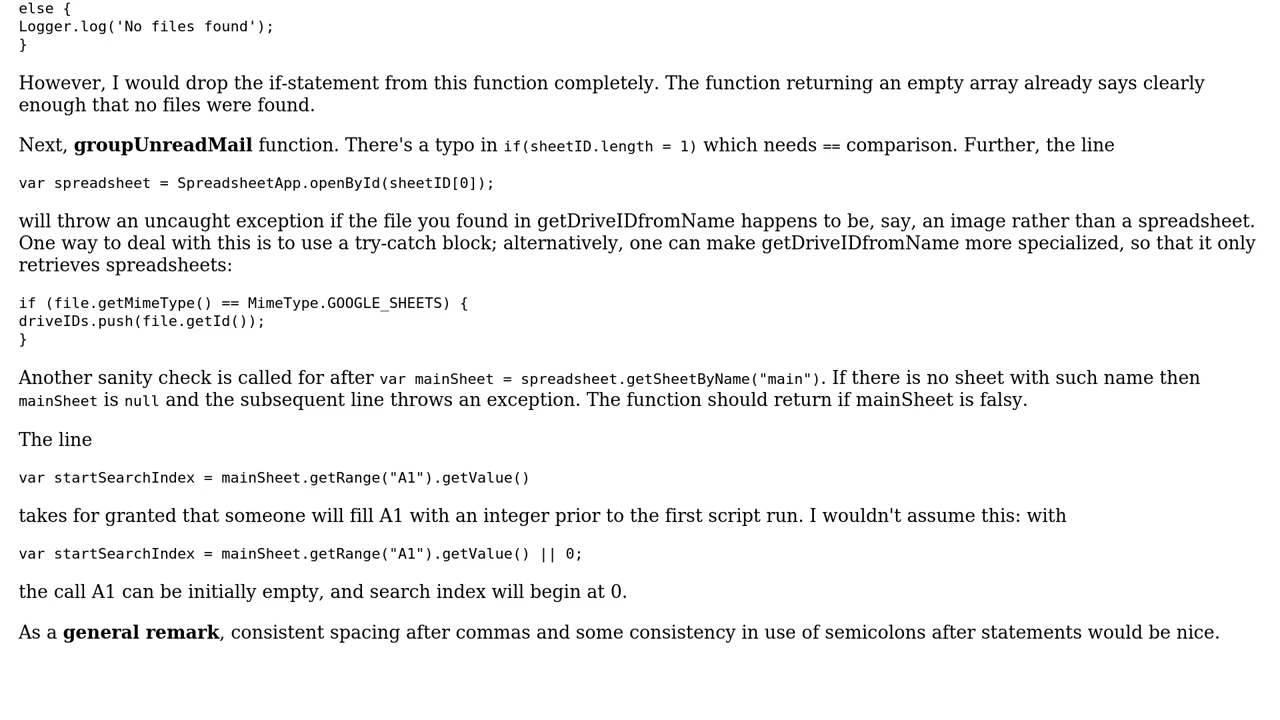 else {
Logger.log('No files found');
}
However, I would drop the if-statement from this function completely. The function returning an empty array already says clearly
enough that no files were found.
Next, groupUnreadMail function. There's a typo in if(sheetID.length = 1) which needs == comparison. Further, the line
var spreadsheet = SpreadsheetApp.openById(sheetID[0]);
will throw an uncaught exception if the file you found in getDriveIDfromName happens to be, say, an image rather than a spreadsheet.
One way to deal with this is to use a try-catch block; alternatively, one can make getDriveIDfromName more specialized, so that it only
retrieves spreadsheets:
if (file.getMimeType() == MimeType.GOOGLE_SHEETS) {
driveIDs.push(file.getId());
}
Another sanity check is called for after var mainSheet = spreadsheet.getSheetByName("main"). If there is no sheet with such name then
mainSheet is null and the subsequent line throws an exception. The function should return if mainSheet is falsy.
The line
var startSearchIndex = mainSheet.getRange("A1").getValue()
takes for granted that someone will fill A1 with an integer prior to the first script run. I wouldn't assume this: with
var startSearchIndex = mainSheet.getRange("A1").getValue() || 0;
the call A1 can be initially empty, and search index will begin at 0.
As a general remark, consistent spacing after commas and some consistency in use of semicolons after statements would be nice.